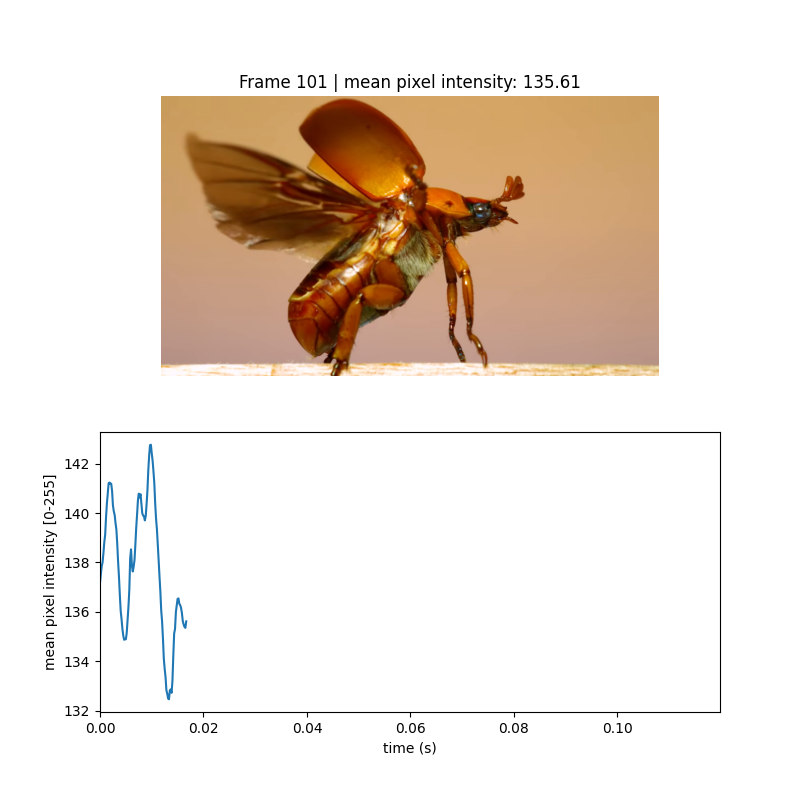 Frame 101 | mean pixel intensity: 135.61
142
140
138
136
134
132
mean pixel intensity [0-255]
0.00 0.02 0.04 0.06 0.08 0.10
time (s)